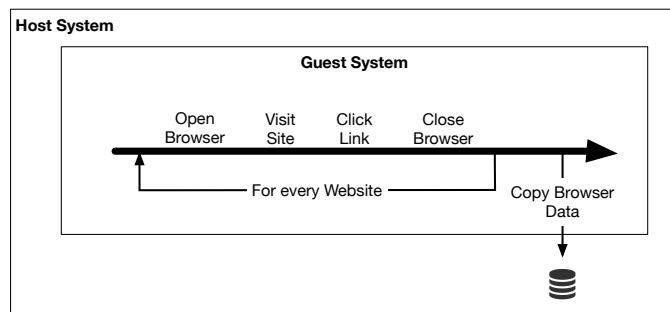 Host System
Guest System
Open Browser
Visit Site
Click Link
Close Browser
For every Website
Copy Browser
Data